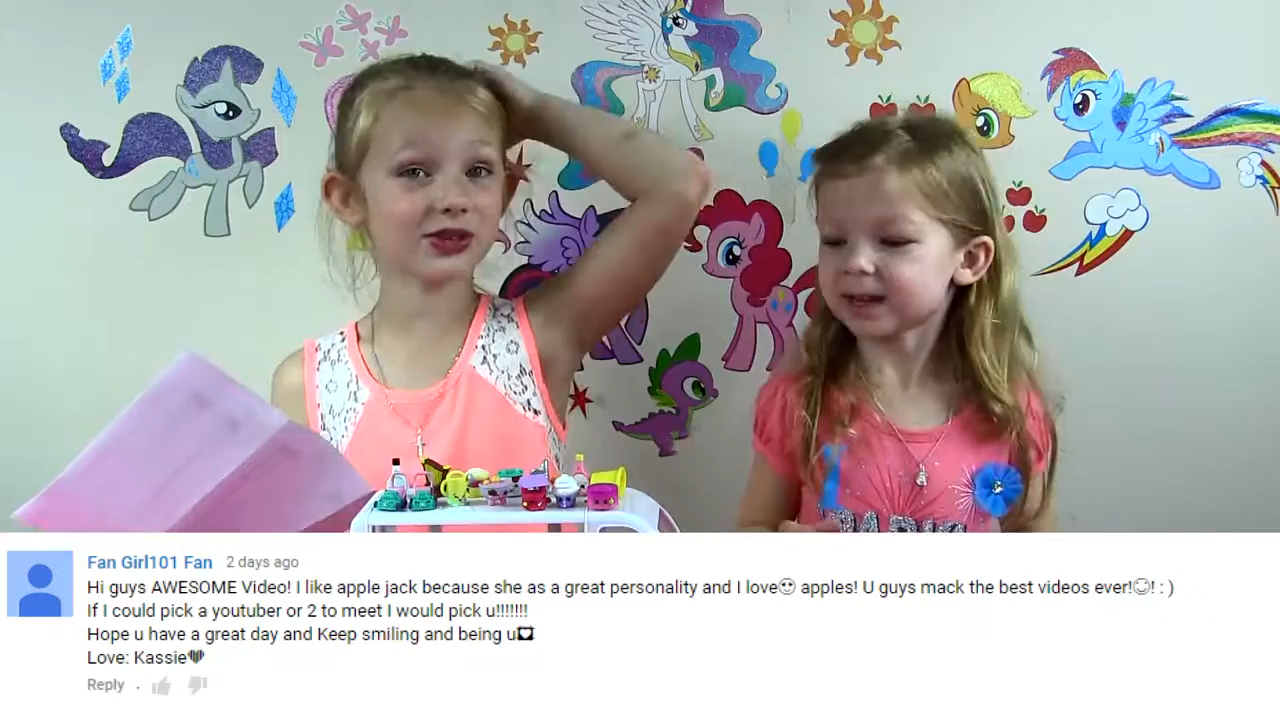 Fan Girl101 Fan 2 days ago
Hi guys AWESOME Video! I like apple jack because she as a great personality and I love🙂 apples! U guys mack the best videos ever!😊! : )
If I could pick a youtuber or 2 to meet I would pick u!!!!!!!
Hope u have a great day and Keep smiling and being u💟
Love: Kassie💜
Reply .